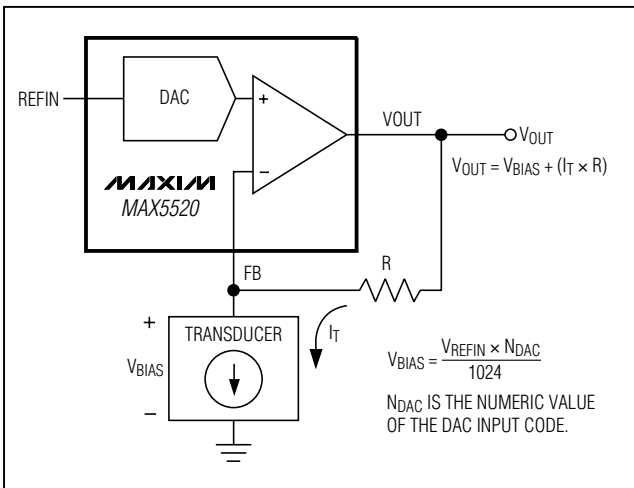 REFIN
DAC
+
−
MAXIM
MAX5520
VOUT
V_OUT
V_OUT = V_BIAS + (I_T × R)
FB
R
+
TRANSDUCER
I_T
V_BIAS
−
V_BIAS = V_REFIN × N_DAC / 1024
N_DAC IS THE NUMERIC VALUE
OF THE DAC INPUT CODE.